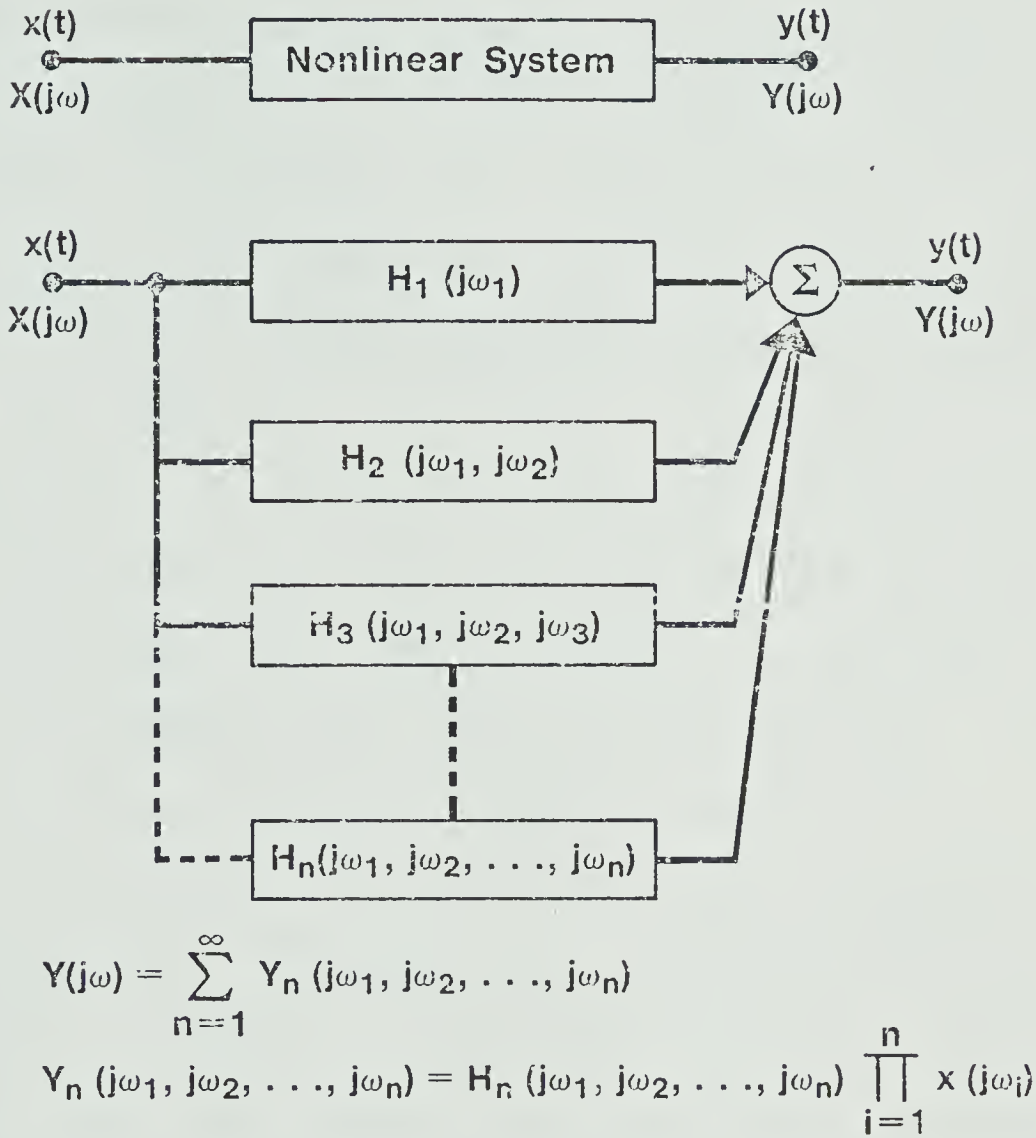 x(t)
X(jω)
Nonlinear System
y(t)
Y(jω)
x(t)
X(jω)
H₁ (jω₁)
Σ
y(t)
Y(jω)
H₂ (jω₁, jω₂)
H₃ (jω₁, jω₂, jω₃)
Hₙ(jω₁, jω₂, . . ., jωₙ)
Y(jω) = ∑_{n=1}^{∞} Yₙ (jω₁, jω₂, . . ., jωₙ)
Yₙ (jω₁, jω₂, . . ., jωₙ) = Hₙ (jω₁, jω₂, . . ., jωₙ) ∏_{i=1}^{n} x (jωᵢ)